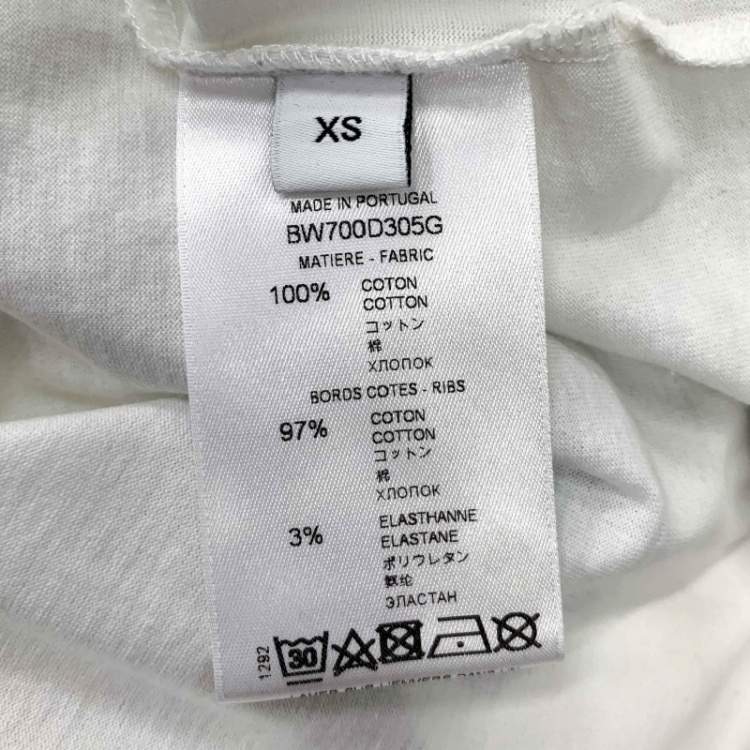 XS
MADE IN PORTUGAL
BW700D305G
MATIERE - FABRIC
100% COTON
COTTON
コットン
棉
ХЛОПОК
BORDS COTES - RIBS
97% COTON
COTTON
コットン
棉
ХЛОПОК
3% ELASTHANNE
ELASTANE
ポリウレタン
ЭЛАСТАН
1292
30